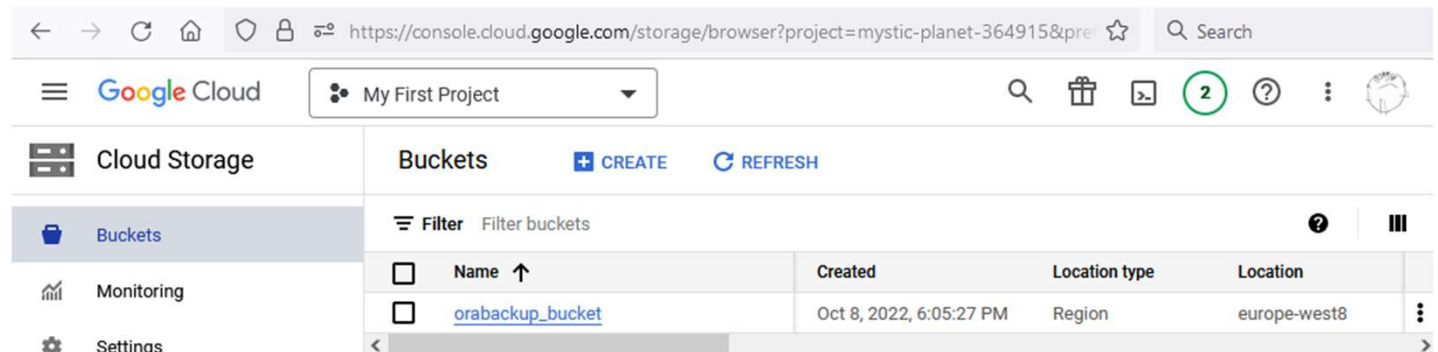 https://console.cloud.google.com/storage/browser?project=mystic-planet-364915&pre
Search
Google Cloud
My First Project
2
Cloud Storage
Buckets
CREATE
REFRESH
Buckets
Filter Filter buckets
Monitoring
Name Created Location type Location
orabackup_bucket Oct 8, 2022, 6:05:27 PM Region europe-west8
Settings